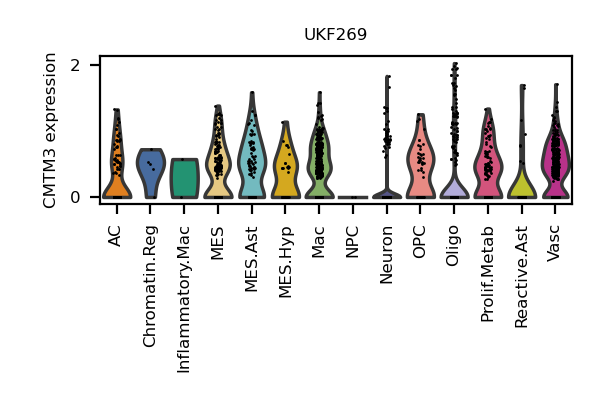 UKF269
CMTM3 expression
2
0
AC
Chromatin.Reg
Inflammatory.Mac
MES
MES.Ast
MES.Hyp
Mac
NPC
Neuron
OPC
Oligo
Prolif.Metab
Reactive.Ast
Vasc